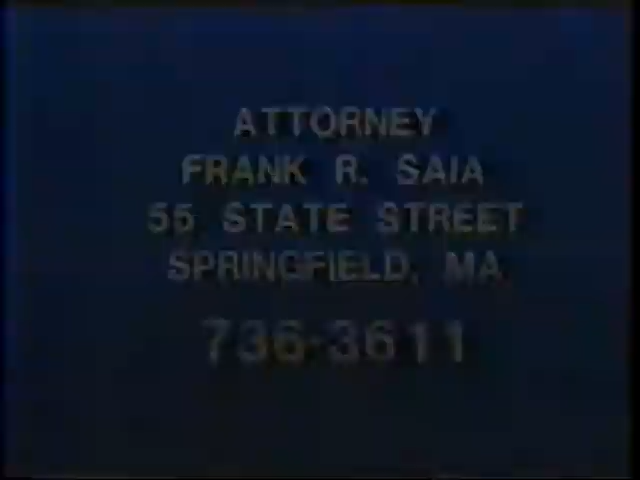 ATTORNEY
FRANK R. SAIA
55 STATE STREET
SPRINGFIELD, MA
736-3611